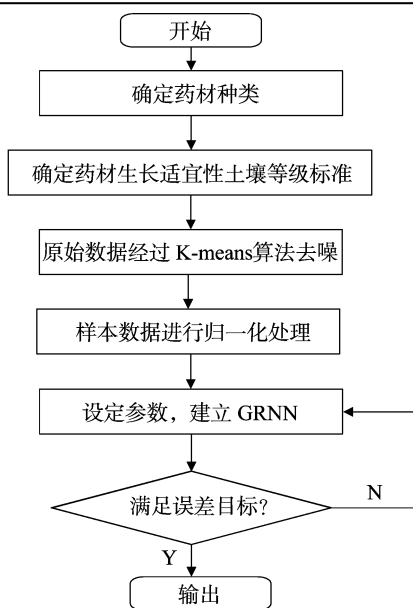 开始
确定药材种类
确定药材生长适宜性土壤等级标准
原始数据经过 K-means算法去噪
样本数据进行归一化处理
设定参数，建立 GRNN
满足误差目标?
N
Y
输出